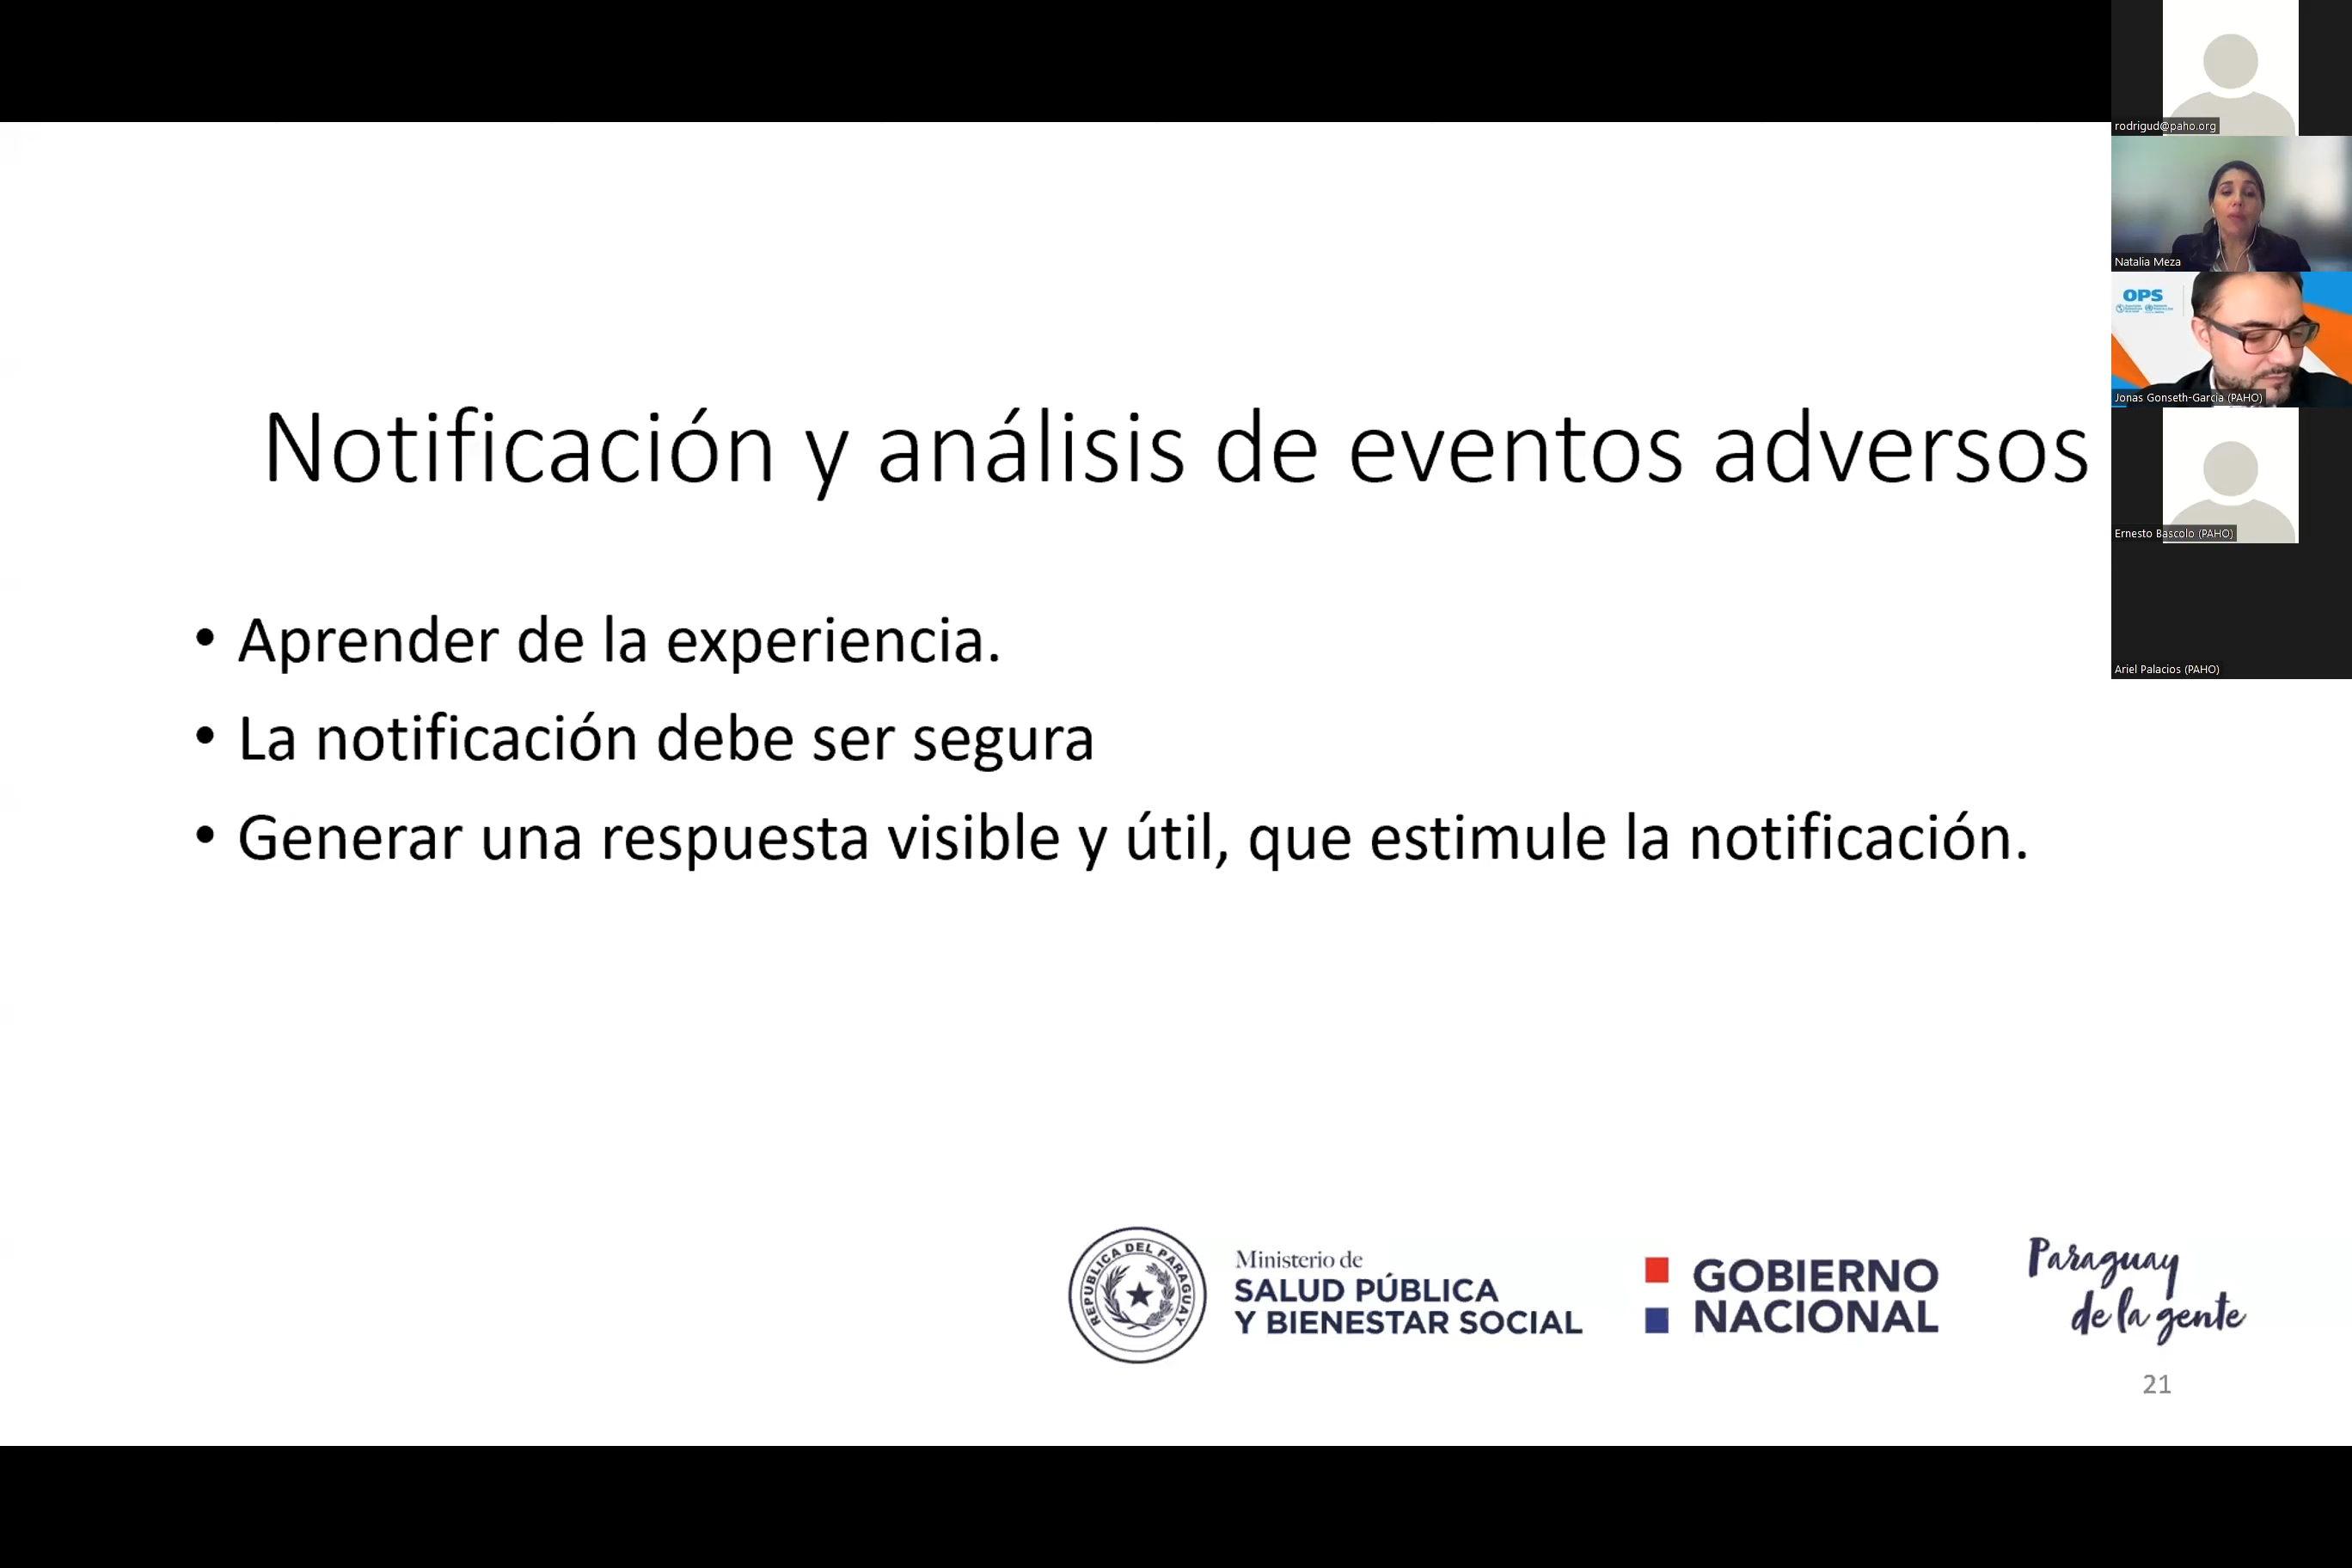 Notificación y análisis de eventos adversos
• Aprender de la experiencia.
• La notificación debe ser segura
• Generar una respuesta visible y útil, que estimule la notificación.
REPUBLICA DEL PARAGUAY
Ministerio de
SALUD PÚBLICA
Y BIENESTAR SOCIAL
GOBIERNO
NACIONAL
Paraguay
de la gente
21
rodrigud@paho.org
Natalia Meza
OPS
Jonas Gonseth-Garcia (PAHO)
Ernesto Bascolo (PAHO)
Ariel Palacios (PAHO)